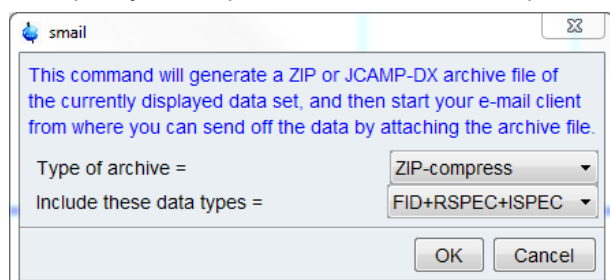 smail
This command will generate a ZIP or JCAMP-DX archive file of
the currently displayed data set, and then start your e-mail client
from where you can send off the data by attaching the archive file.
Type of archive = ZIP-compress
Include these data types = FID+RSPEC+ISPEC
OK Cancel